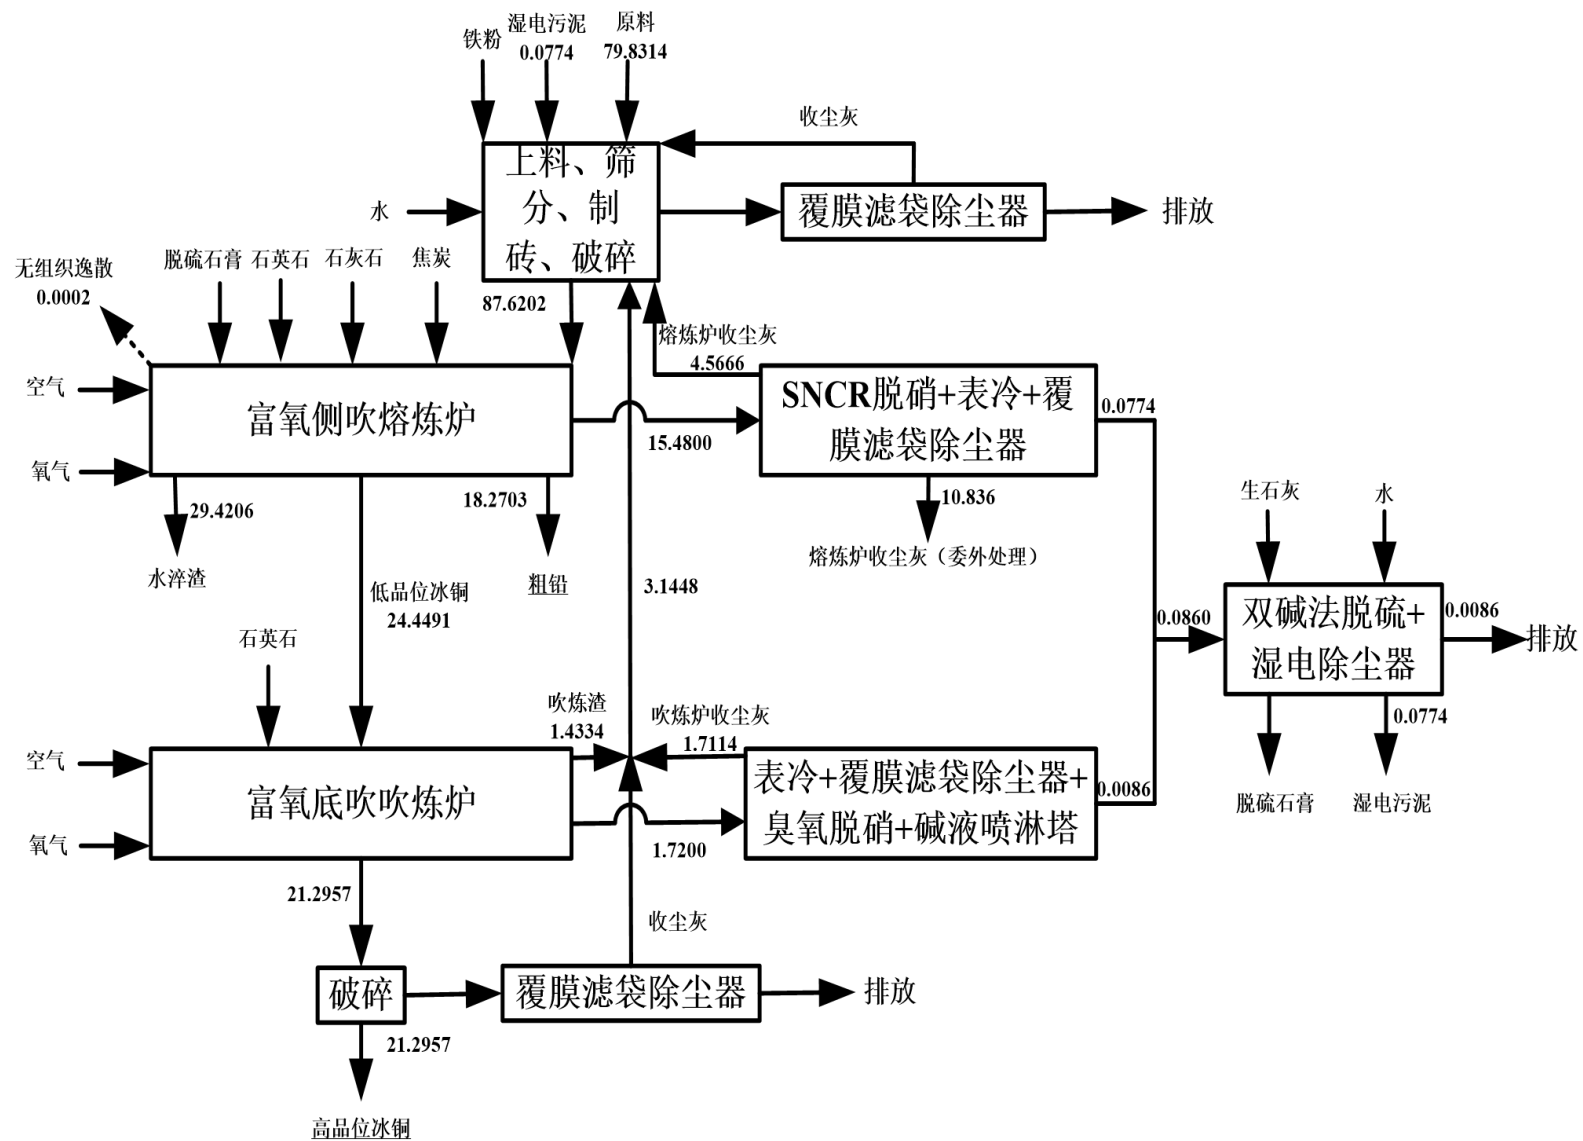 铁粉
湿电污泥
0.0774
原料
79.8314
收尘灰
上料、筛
分、制
砖、破碎
水
覆膜滤袋除尘器
排放
无组织逸散
0.0002
脱硫石膏
石英石
石灰石
焦炭
87.6202
熔炼炉收尘灰
4.5666
空气
氧气
富氧侧吹熔炼炉
15.4800
SNCR脱硝+表冷+覆
膜滤袋除尘器
0.0774
29.4206
水淬渣
18.2703
粗铅
10.836
熔炼炉收尘灰（委外处理）
低品位冰铜
24.4491
3.1448
生石灰
水
0.0860
双碱法脱硫+
湿电除尘器
0.0086
排放
0.0774
脱硫石膏
湿电污泥
石英石
空气
氧气
富氧底吹吹炼炉
吹炼渣
1.4334
吹炼炉收尘灰
1.7114
1.7200
表冷+覆膜滤袋除尘器+
臭氧脱硝+碱液喷淋塔
0.0086
21.2957
收尘灰
破碎
覆膜滤袋除尘器
排放
21.2957
高品位冰铜